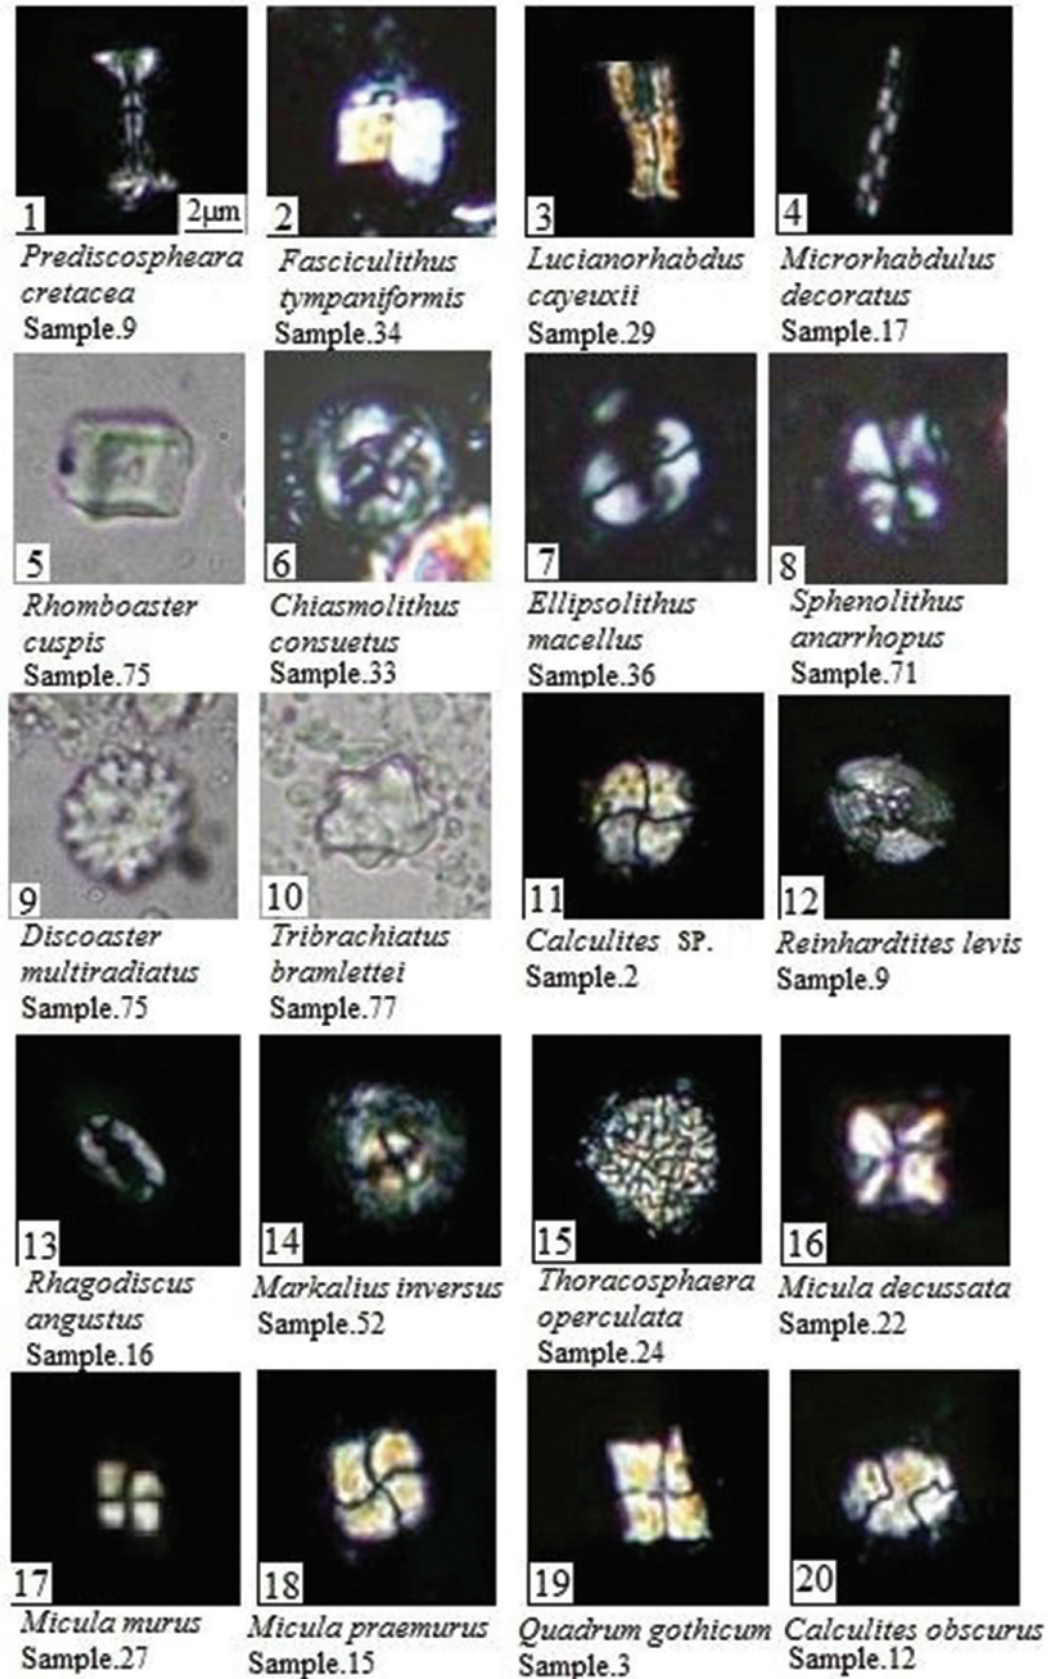 1
2μm
Prediscospheara
cretacea
Sample.9
2
Fasciculithus
tympaniformis
Sample.34
3
Lucianorhabdus
cayeuxii
Sample.29
4
Microrhabdulus
decoratus
Sample.17
5
Rhomboaster
cuspis
Sample.75
6
Chiasmolithus
consuetus
Sample.33
7
Ellipsolithus
macellus
Sample.36
8
Sphenolithus
anarrhopus
Sample.71
9
Discoaster
multiradiatus
Sample.75
10
Tribrachiatus
bramlettei
Sample.77
11
Calculites SP.
Sample.2
12
Reinhardtites levis
Sample.9
13
Rhagodiscus
angustus
Sample.16
14
Markalius inversus
Sample.52
15
Thoracosphaera
operculata
Sample.24
16
Micula decussata
Sample.22
17
Micula murus
Sample.27
18
Micula praemurus
Sample.15
19
Quadrum gothicum
Sample.3
20
Calculites obscurus
Sample.12